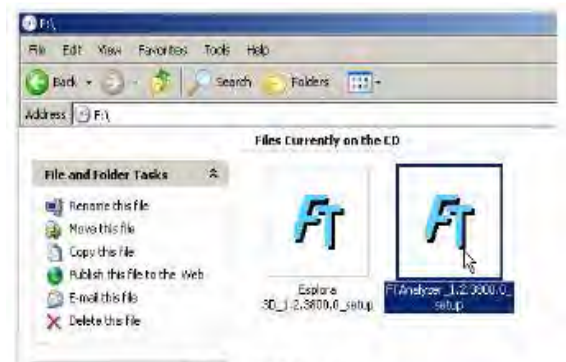 F:\
File Edit View Favorites Tools Help
Back Search Folders
Address F:\
Files Currently on the CD
File and Folder Tasks
Rename this file
Move this file
Copy this file
Publish this file to the Web
E-mail this file
Delete this file
FT
FT
Esplora
3D_1.2.3800.0_setup
FTAnalyzer_1.2.3800.0_
setup